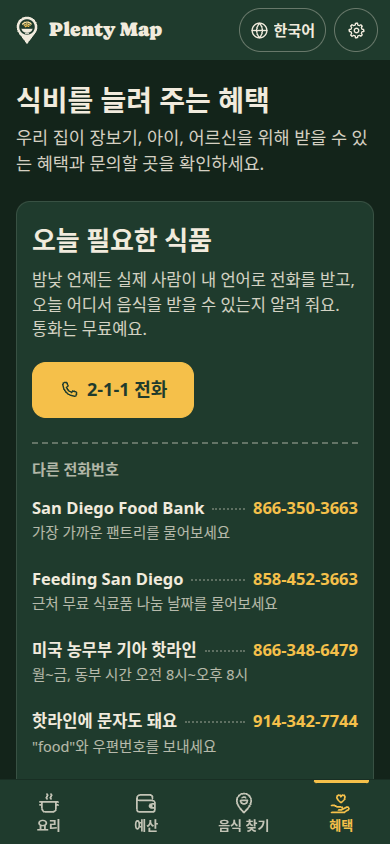 Plenty Map
한국어
식비를 늘려 주는 혜택
우리 집이 장보기, 아이, 어르신을 위해 받을 수 있
는 혜택과 문의할 곳을 확인하세요.
오늘 필요한 식품
밤낮 언제든 실제 사람이 내 언어로 전화를 받고,
오늘 어디서 음식을 받을 수 있는지 알려 줘요.
통화는 무료예요.
2-1-1 전화
다른 전화번호
San Diego Food Bank 866-350-3663
가장 가까운 팬트리를 물어보세요
Feeding San Diego 858-452-3663
근처 무료 식료품 나눔 날짜를 물어보세요
미국 농무부 기아 핫라인 866-348-6479
월~금, 동부 시간 오전 8시~오후 8시
핫라인에 문자도 돼요 914-342-7744
"food"와 우편번호를 보내세요
요리 예산 음식 찾기 혜택